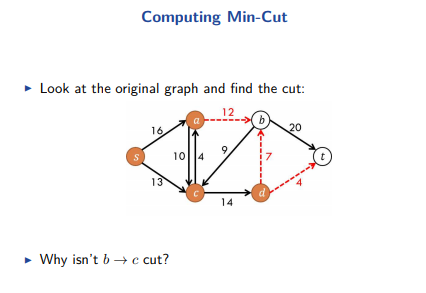 Computing Min-Cut
► Look at the original graph and find the cut:
12
a
b
16
20
9
s
10
4
7
t
13
4
c
d
14
► Why isn't b → c cut?